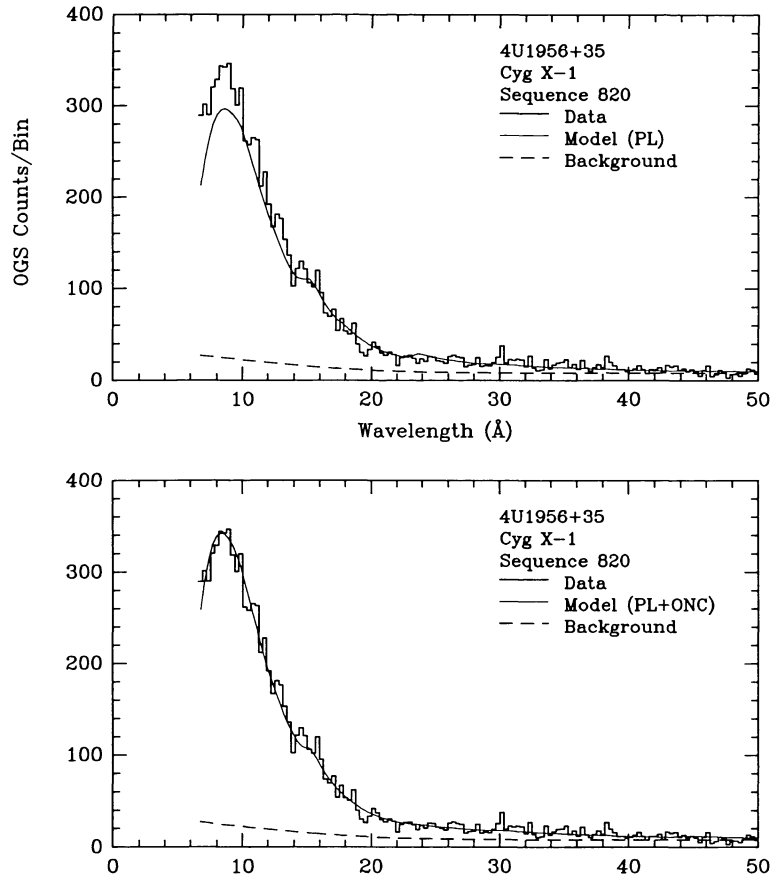 400
300
200
100
0
OGS Counts/Bin
4U1956+35
Cyg X-1
Sequence 820
Data
Model (PL)
Background
0 10 20 30 40 50
Wavelength (Å)
400
300
200
100
0
4U1956+35
Cyg X-1
Sequence 820
Data
Model (PL+ONC)
Background
0 10 20 30 40 50